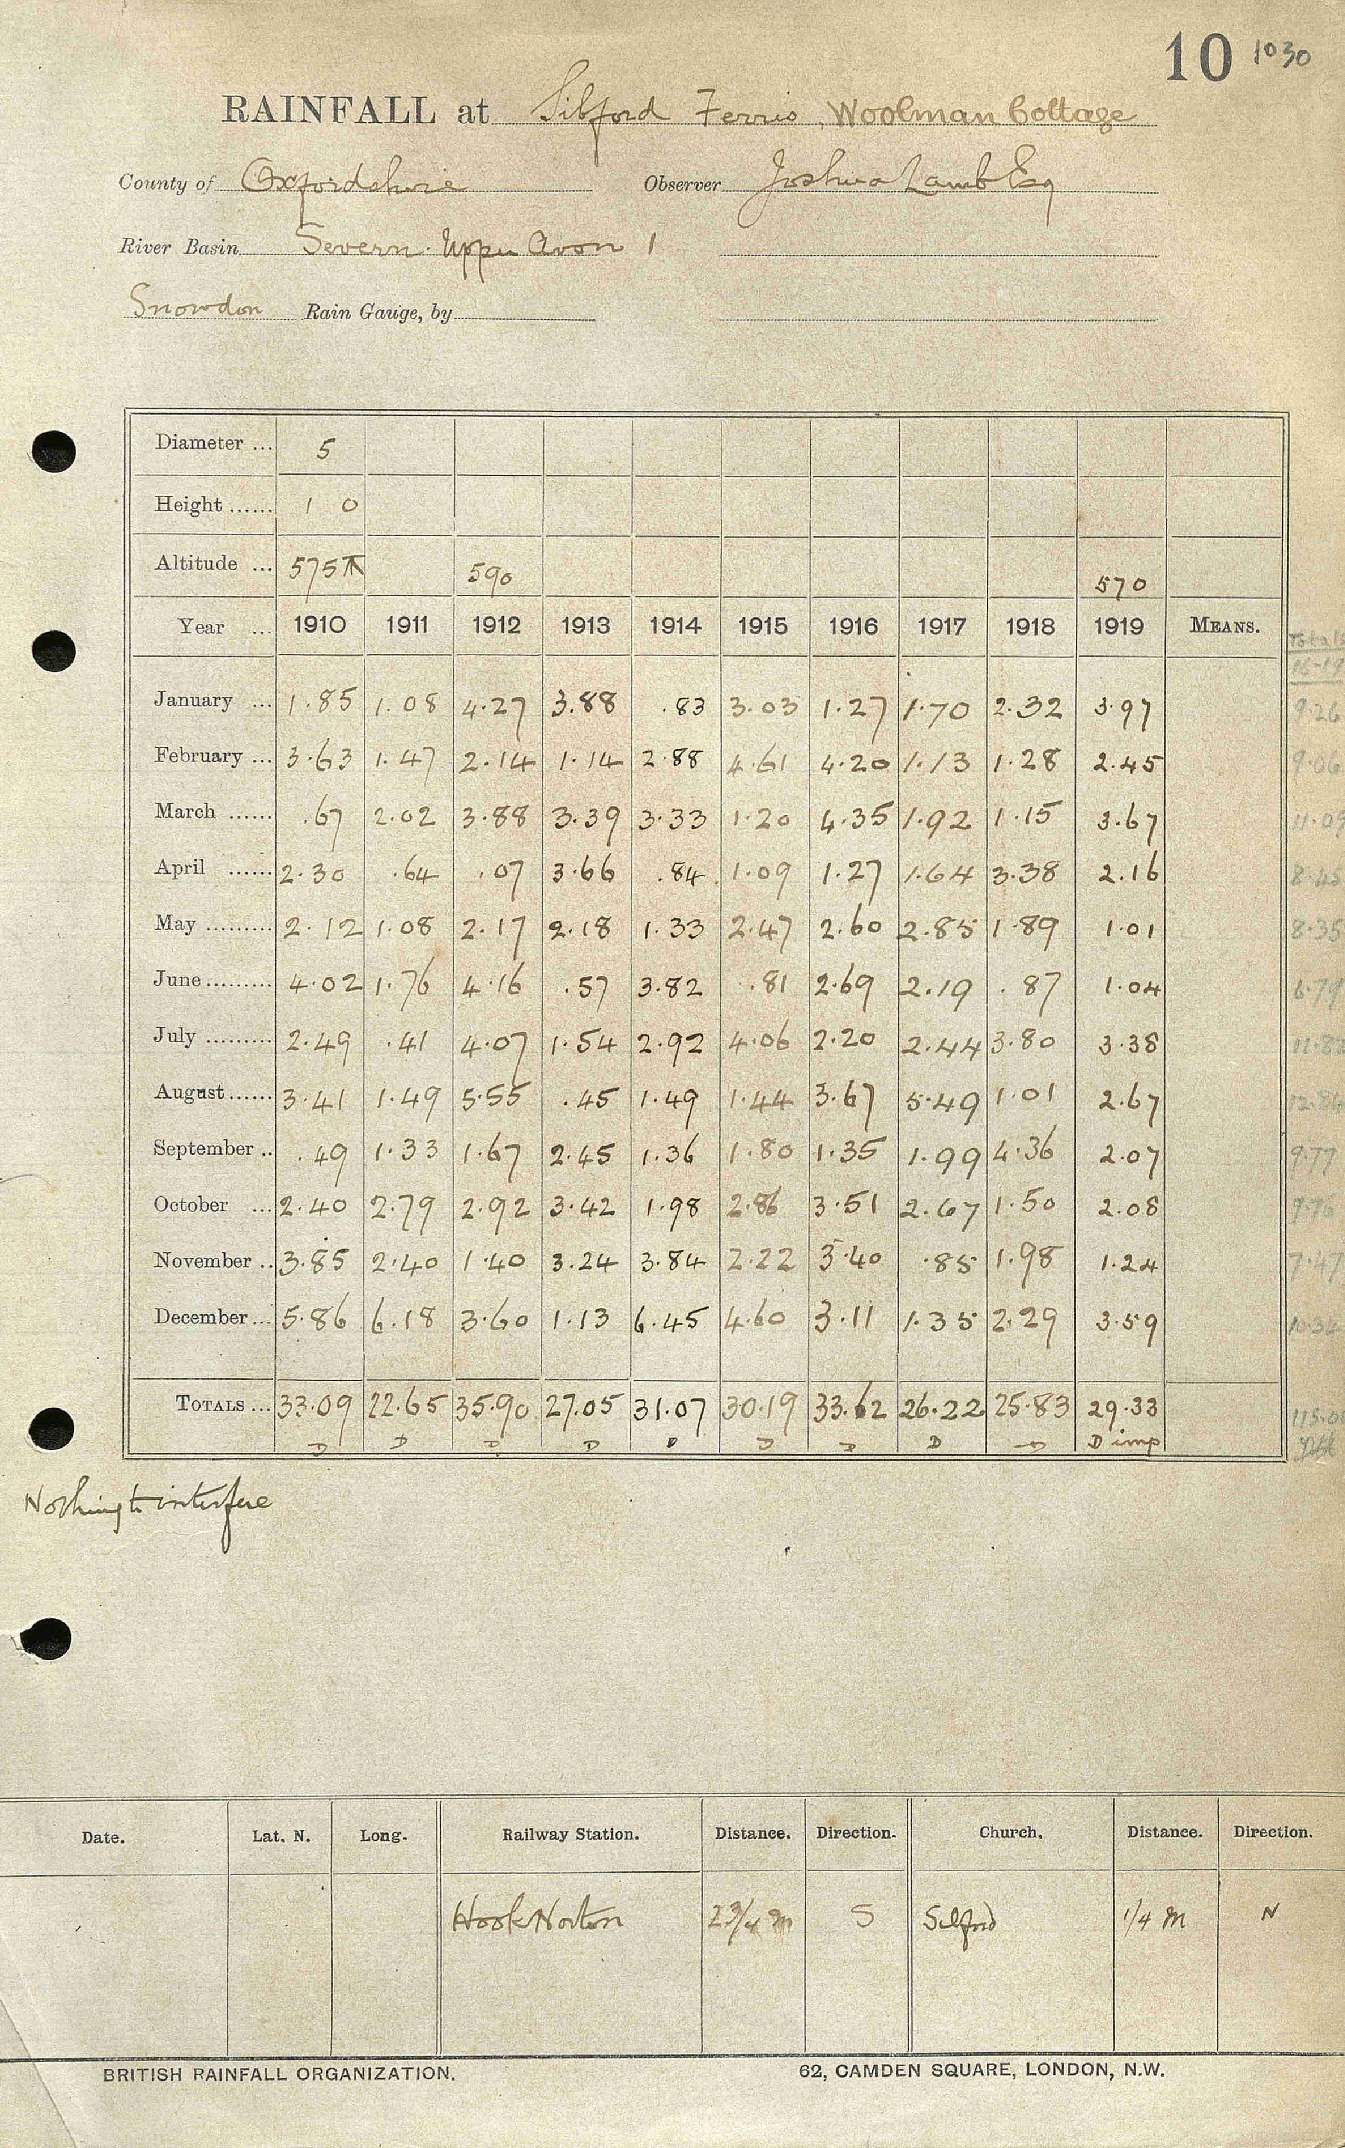 10 1030
RAINFALL at Sibford Ferris, Woolman Cottage
County of Oxfordshire Observer Joshua Lamb Esq
River Basin Severn. Upper Avon 1
Snowdon Rain Gauge, by
Diameter ... 5
Height ...... 1 0
Altitude ... 575 590 570
Year ... 1910 1911 1912 1913 1914 1915 1916 1917 1918 1919 MEANS. Totals
16-19
January ... 1.85 1.08 4.27 3.88 .83 3.03 1.27 1.70 2.32 3.97 9.26
February ... 3.63 1.47 2.14 1.14 2.88 4.61 4.20 1.13 1.28 2.45 9.06
March ...... .67 2.02 3.88 3.39 3.33 1.20 4.35 1.92 1.15 3.67 11.09
April ...... 2.30 .64 .07 3.66 .84 1.09 1.27 1.64 3.38 2.16 8.45
May ......... 2.12 1.08 2.17 2.18 1.33 2.47 2.60 2.85 1.89 1.01 8.35
June ......... 4.02 1.76 4.16 .57 3.82 .81 2.69 2.19 .87 1.04 6.79
July ......... 2.49 .41 4.07 1.54 2.92 4.06 2.20 2.44 3.80 3.38 11.82
August ...... 3.41 1.49 5.55 .45 1.49 1.44 3.67 5.49 1.01 2.67 12.84
September .. .49 1.33 1.67 2.45 1.36 1.80 1.35 1.99 4.36 2.07 9.77
October ... 2.40 2.79 2.92 3.42 1.98 2.86 3.51 2.67 1.50 2.08 9.76
November .. 3.85 2.40 1.40 3.24 3.84 2.22 3.40 .85 1.98 1.24 7.47
December ... 5.86 6.18 3.60 1.13 6.45 4.60 3.11 1.35 2.29 3.59 10.34
TOTALS ... 33.09 22.65 35.90 27.05 31.07 30.19 33.62 26.22 25.83 29.33
D D D D D D D D D D imp
Nothing to interfere
Date. Lat. N. Long. Railway Station. Distance. Direction. Church. Distance. Direction.
Hook Norton 2 3/4 m S Sibford 1/4 m N
BRITISH RAINFALL ORGANIZATION. 62, CAMDEN SQUARE, LONDON, N.W.